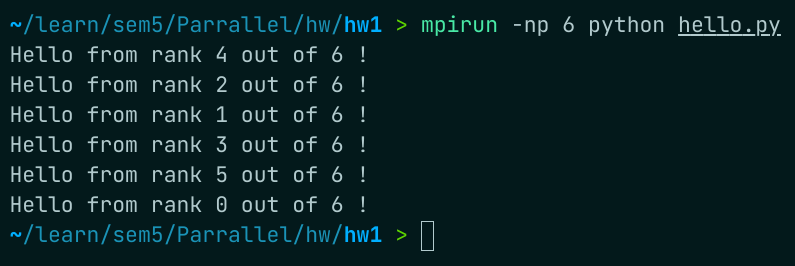 ~/learn/sem5/Parrallel/hw/hw1 > mpirun -np 6 python hello.py
Hello from rank 4 out of 6 !
Hello from rank 2 out of 6 !
Hello from rank 1 out of 6 !
Hello from rank 3 out of 6 !
Hello from rank 5 out of 6 !
Hello from rank 0 out of 6 !
~/learn/sem5/Parrallel/hw/hw1 >